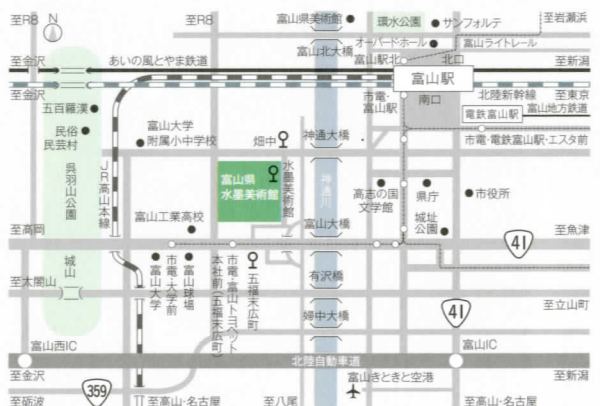 至R8
N
至R8
富山県美術館
環水公園
サンフォルテ
至岩瀬浜
オーバードホール
富山ライトレール
富山北大橋
富山駅北
北口
至金沢
あいの風とやま鉄道
富山駅
至新潟
至金沢
市電・
富山駅
南口
北陸新幹線
至東京
電鉄富山駅
富山地方鉄道
五百羅漢
民俗
民芸村
富山大学
附属小中学校
畑中
神通大橋
市電・電鉄富山駅・エスタ前
呉羽山公園
JR高山本線
富山県
水墨美術館
水墨美術館
神通川
高志の国
文学館
県庁
市役所
富山工業高校
城址
公園
富山大橋
至高岡
41
至魚津
城山
富山大学
市電・大学前
富山球場
市電・富山トヨペット
本社前(五福末広町)
五福末広町
有沢橋
至太閤山
至立山町
婦中大橋
41
富山西IC
北陸自動車道
富山IC
至金沢
359
富山きときと空港
至新潟
至砺波
至高山・名古屋
至八尾
至高山・名古屋